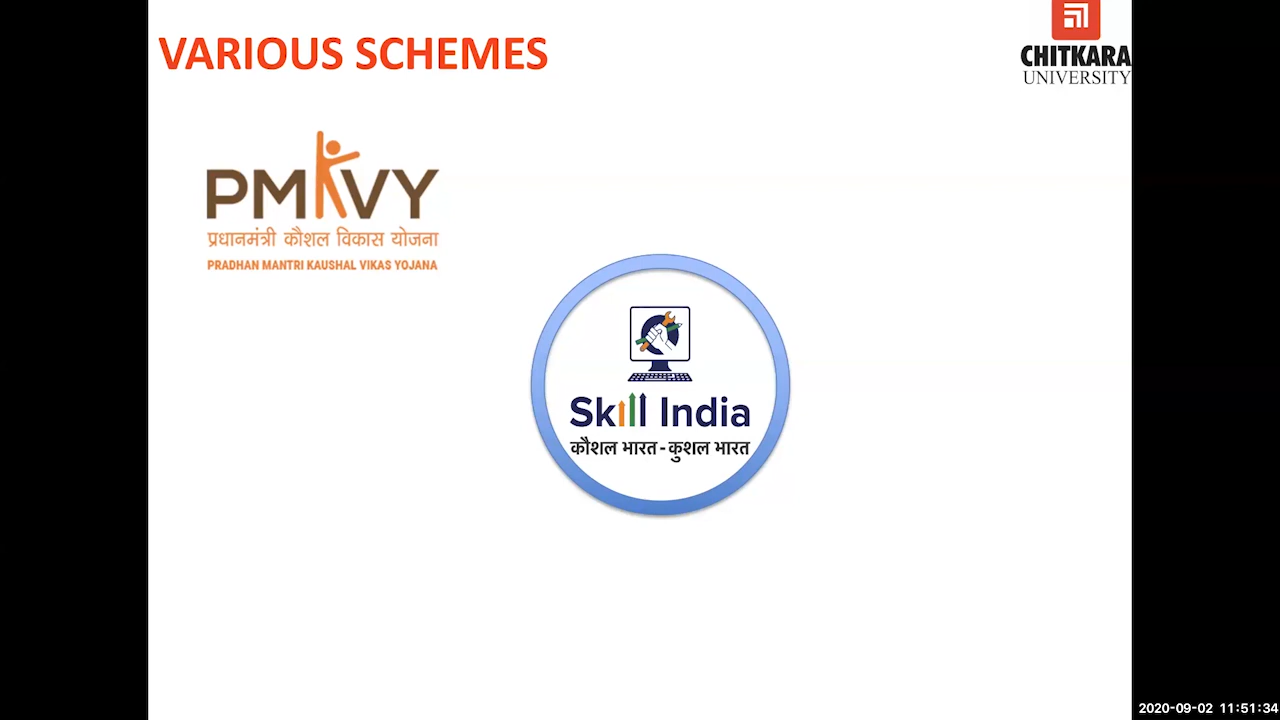 VARIOUS SCHEMES
CHITKARA
UNIVERSITY
PMKVY
प्रधानमंत्री कौशल विकास योजना
PRADHAN MANTRI KAUSHAL VIKAS YOJANA
Skill India
कौशल भारत - कुशल भारत
2020-09-02 11:51:34